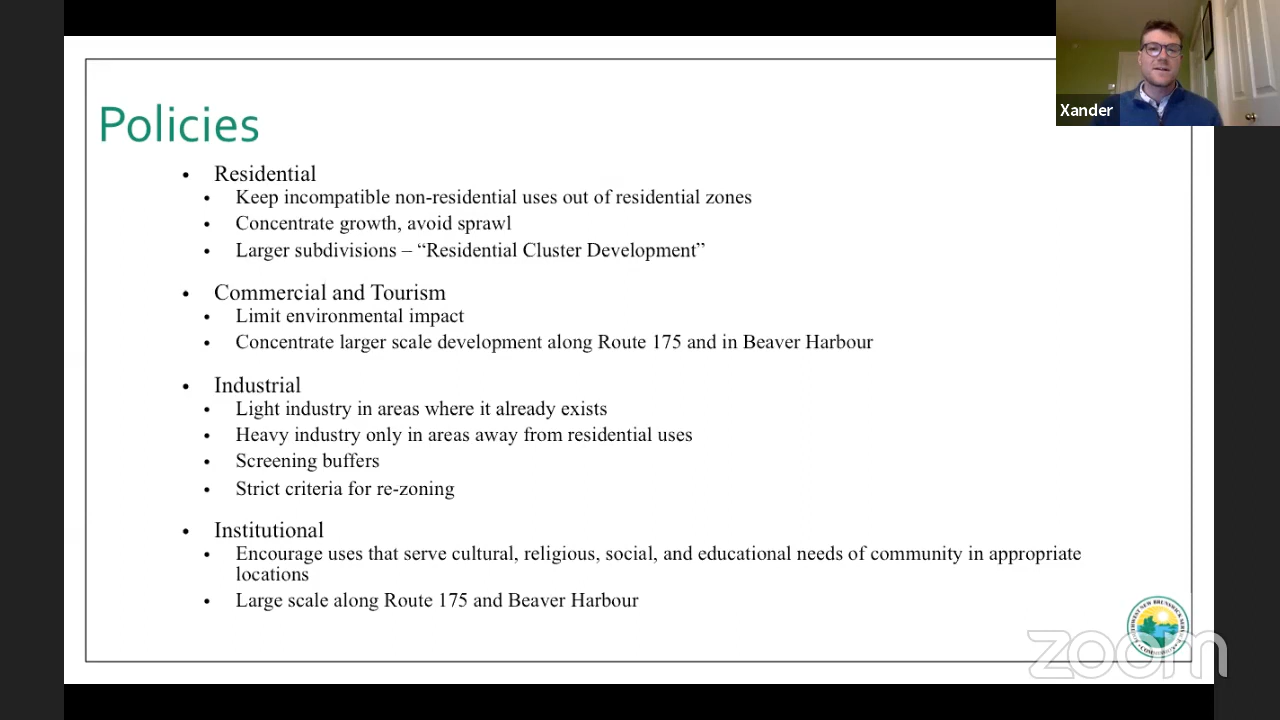 Xander
Policies
• Residential
• Keep incompatible non-residential uses out of residential zones
• Concentrate growth, avoid sprawl
• Larger subdivisions – “Residential Cluster Development”
• Commercial and Tourism
• Limit environmental impact
• Concentrate larger scale development along Route 175 and in Beaver Harbour
• Industrial
• Light industry in areas where it already exists
• Heavy industry only in areas away from residential uses
• Screening buffers
• Strict criteria for re-zoning
• Institutional
• Encourage uses that serve cultural, religious, social, and educational needs of community in appropriate
locations
• Large scale along Route 175 and Beaver Harbour
zoom